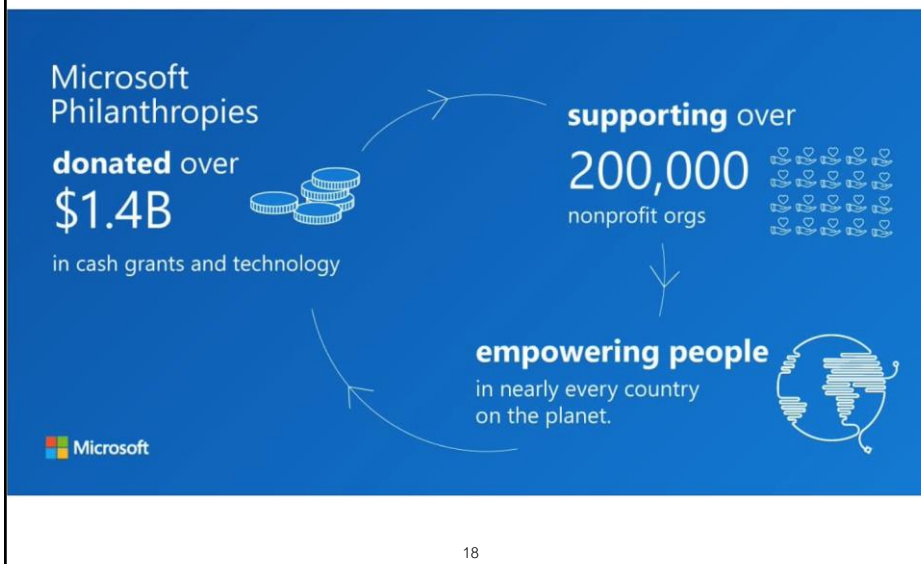 Microsoft
Philanthropies
donated over
$1.4B
in cash grants and technology
supporting over
200,000
nonprofit orgs
empowering people
in nearly every country
on the planet.
Microsoft
18